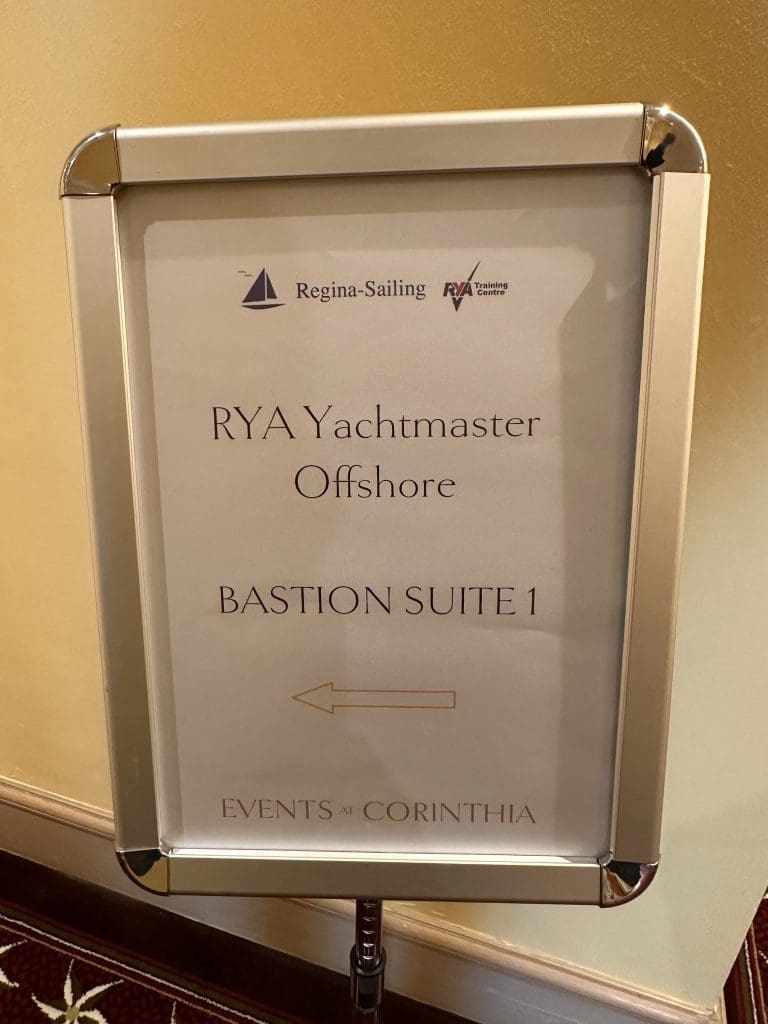 Regina-Sailing RYA Training Centre
RYA Yachtmaster
Offshore
BASTION SUITE 1
EVENTS AT CORINTHIA